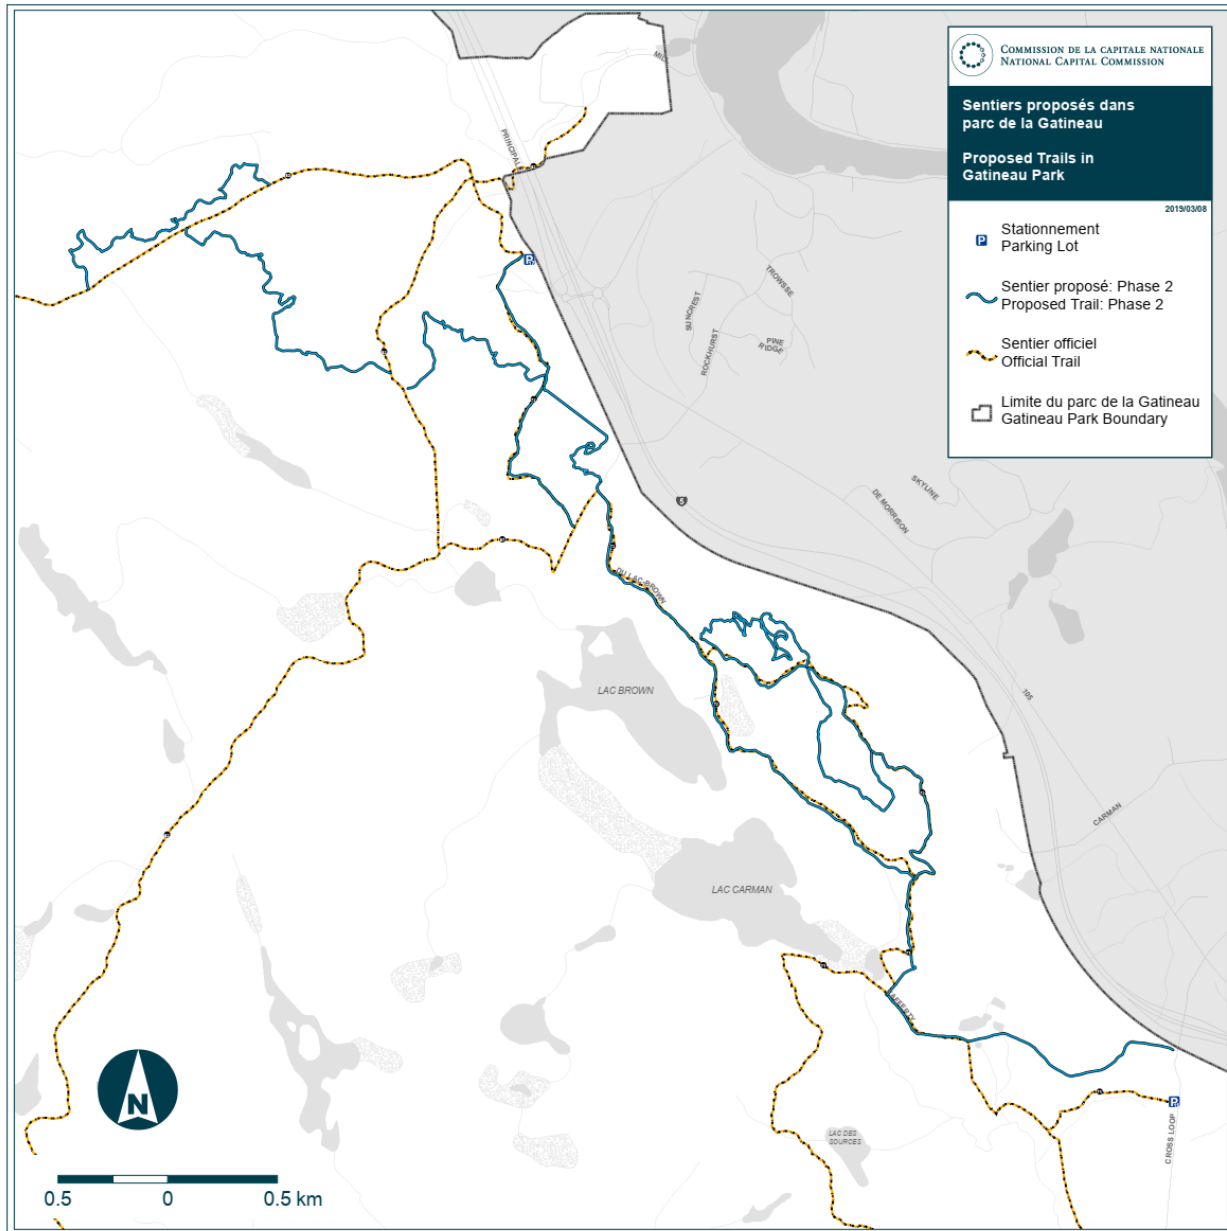 COMMISSION DE LA CAPITALE NATIONALE
NATIONAL CAPITAL COMMISSION
Sentiers proposés dans
parc de la Gatineau
Proposed Trails in
Gatineau Park
2019/03/08
P
Stationnement
Parking Lot
Sentier proposé: Phase 2
Proposed Trail: Phase 2
Sentier officiel
Official Trail
Limite du parc de la Gatineau
Gatineau Park Boundary
PRINCIPALE
P
TROWSSE
SUNCREST
ROCKHURST
PINE
RIDGE
SKYLINE
DE MORRISON
5
DU LAC-BROWN
LAC BROWN
105
CARMAN
LAC CARMAN
LAFFERTY
P
CROSS LOOP
LAC DES
SOURCES
N
0.5 0 0.5 km